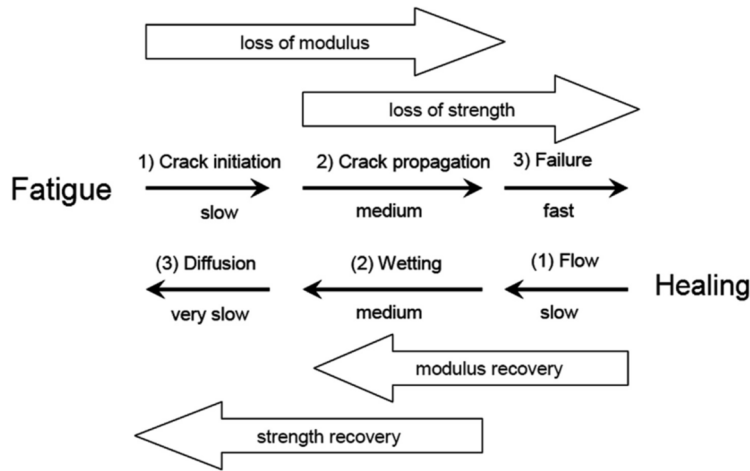 loss of modulus
loss of strength
1) Crack initiation
2) Crack propagation
3) Failure
Fatigue
slow
medium
fast
(3) Diffusion
(2) Wetting
(1) Flow
Healing
very slow
medium
slow
modulus recovery
strength recovery